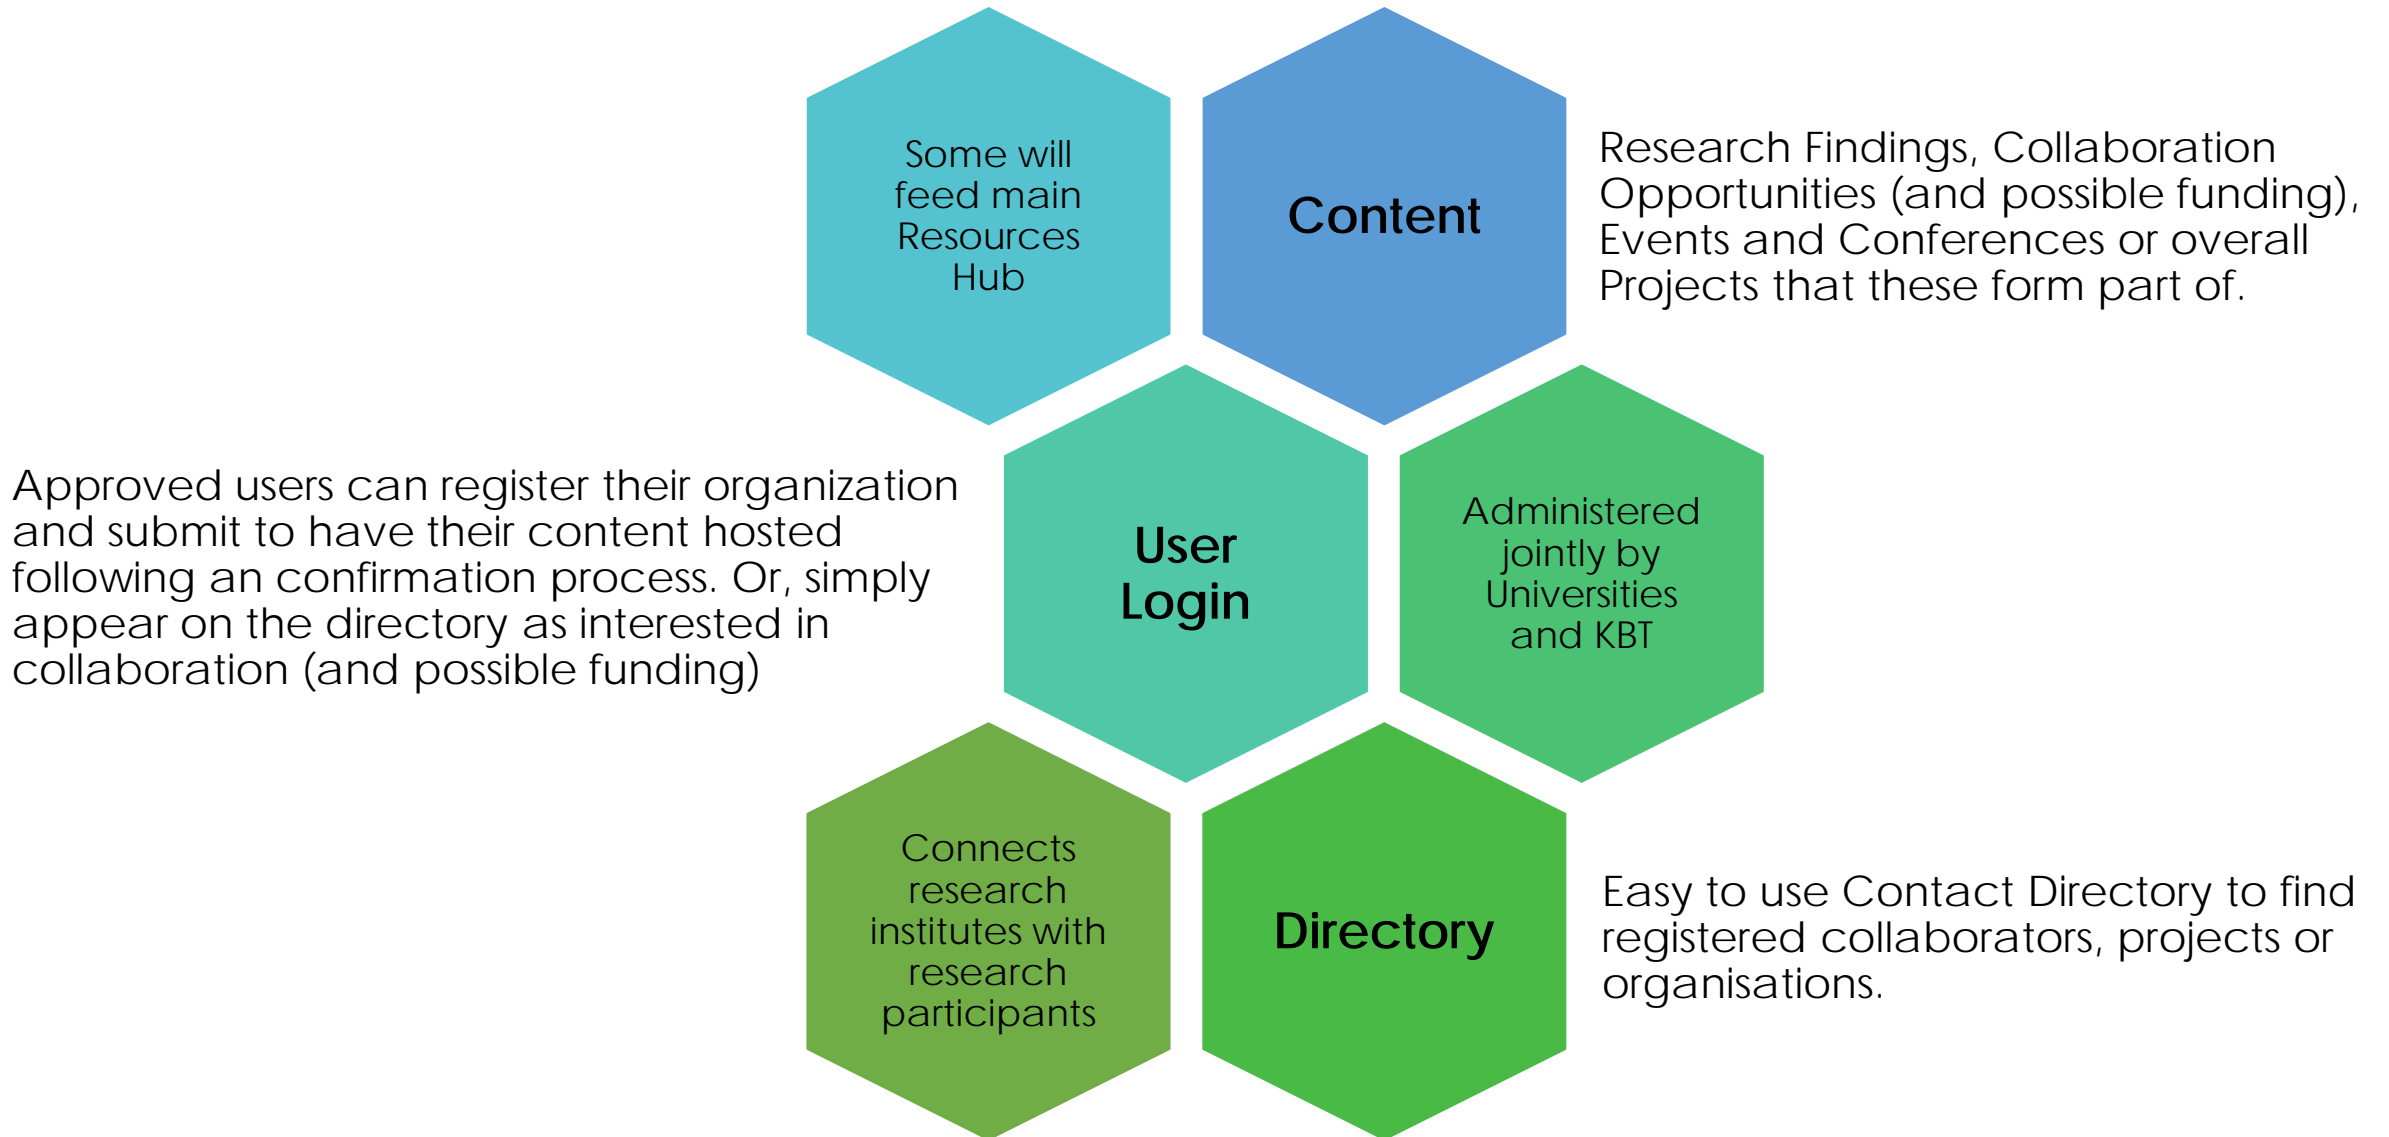 Some will
feed main
Resources
Hub
Content
Research Findings, Collaboration
Opportunities (and possible funding),
Events and Conferences or overall
Projects that these form part of.
Approved users can register their organization
and submit to have their content hosted
following an confirmation process. Or, simply
appear on the directory as interested in
collaboration (and possible funding)
User
Login
Administered
jointly by
Universities
and KBT
Connects
research
institutes with
research
participants
Directory
Easy to use Contact Directory to find
registered collaborators, projects or
organisations.